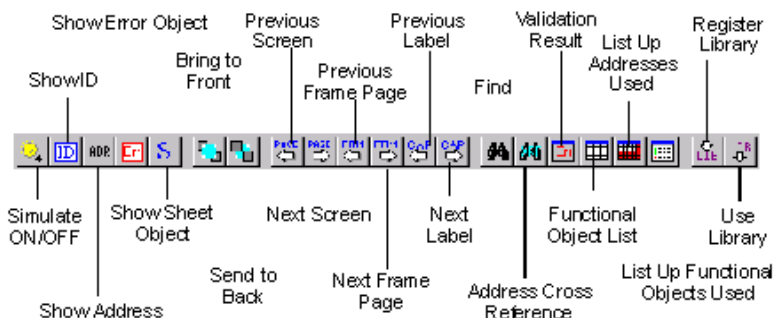 Show Error Object
Previous
Screen
Previous
Label
Validation
Result
Register
Library
Bring to
Front
List Up
Addresses
Used
ShowID
Previous
Frame Page
Find
ID
ADR
Er
S
PAGE
PAGE
CAP
CAP
LIB
Simulate
ON/OFF
Show Sheet
Object
Next Screen
Next
Label
Functional
Object List
Use
Library
Send to
Back
Next Frame
Page
List Up Functional
Objects Used
Show Address
Address Cross
Reference